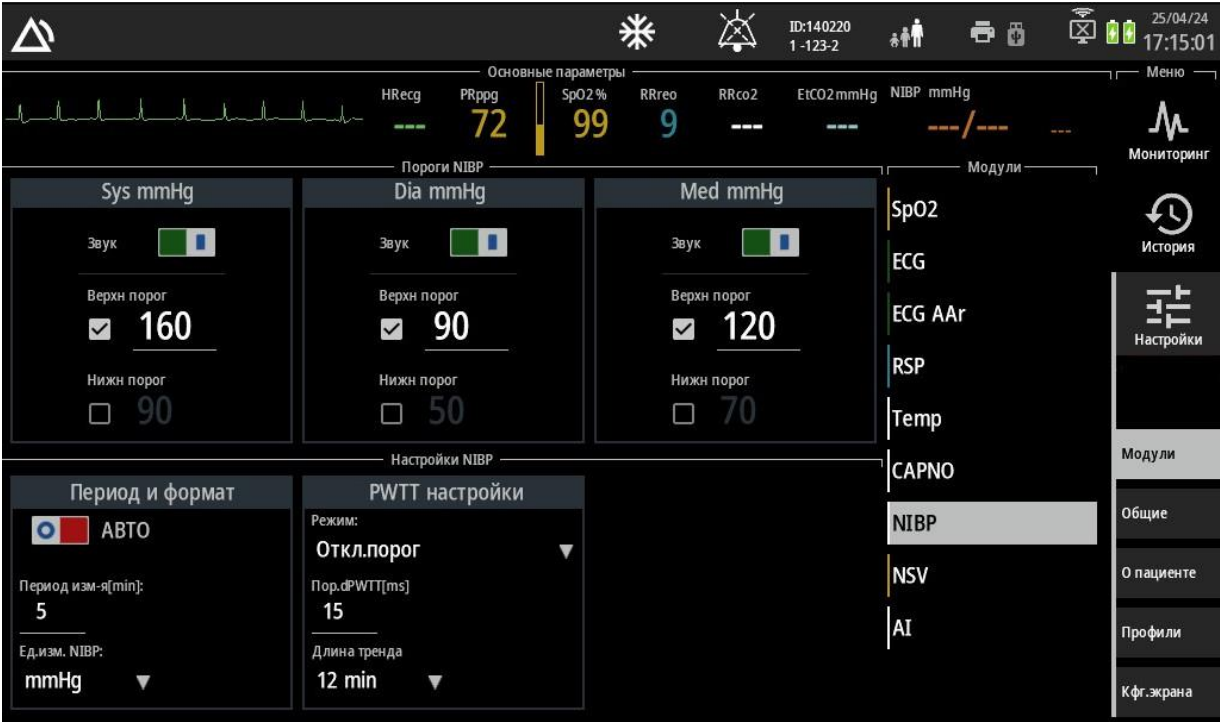 ID:140220
1 -123-2
25/04/24
17:15:01
Основные параметры
Меню
HRecg PRppg SpO2% RRreo RRco2 EtCO2mmHg NIBP mmHg
--- 72 99 9 --- --- ---/--- ---
Мониторинг
История
Настройки
Пороги NIBP
Sys mmHg
Звук
Верхн порог
160
Нижн порог
90
Dia mmHg
Звук
Верхн порог
90
Нижн порог
50
Med mmHg
Звук
Верхн порог
120
Нижн порог
70
Модули
SpO2
ECG
ECG AAr
RSP
Temp
CAPNO
NIBP
NSV
AI
Настройки NIBP
Период и формат
АВТО
Период изм-я[min]:
5
Ед.изм. NIBP:
mmHg
PWTT настройки
Режим:
Откл.порог
Пор.dPWTT[ms]
15
Длина тренда
12 min
Модули
Общие
О пациенте
Профили
Кфг.экрана